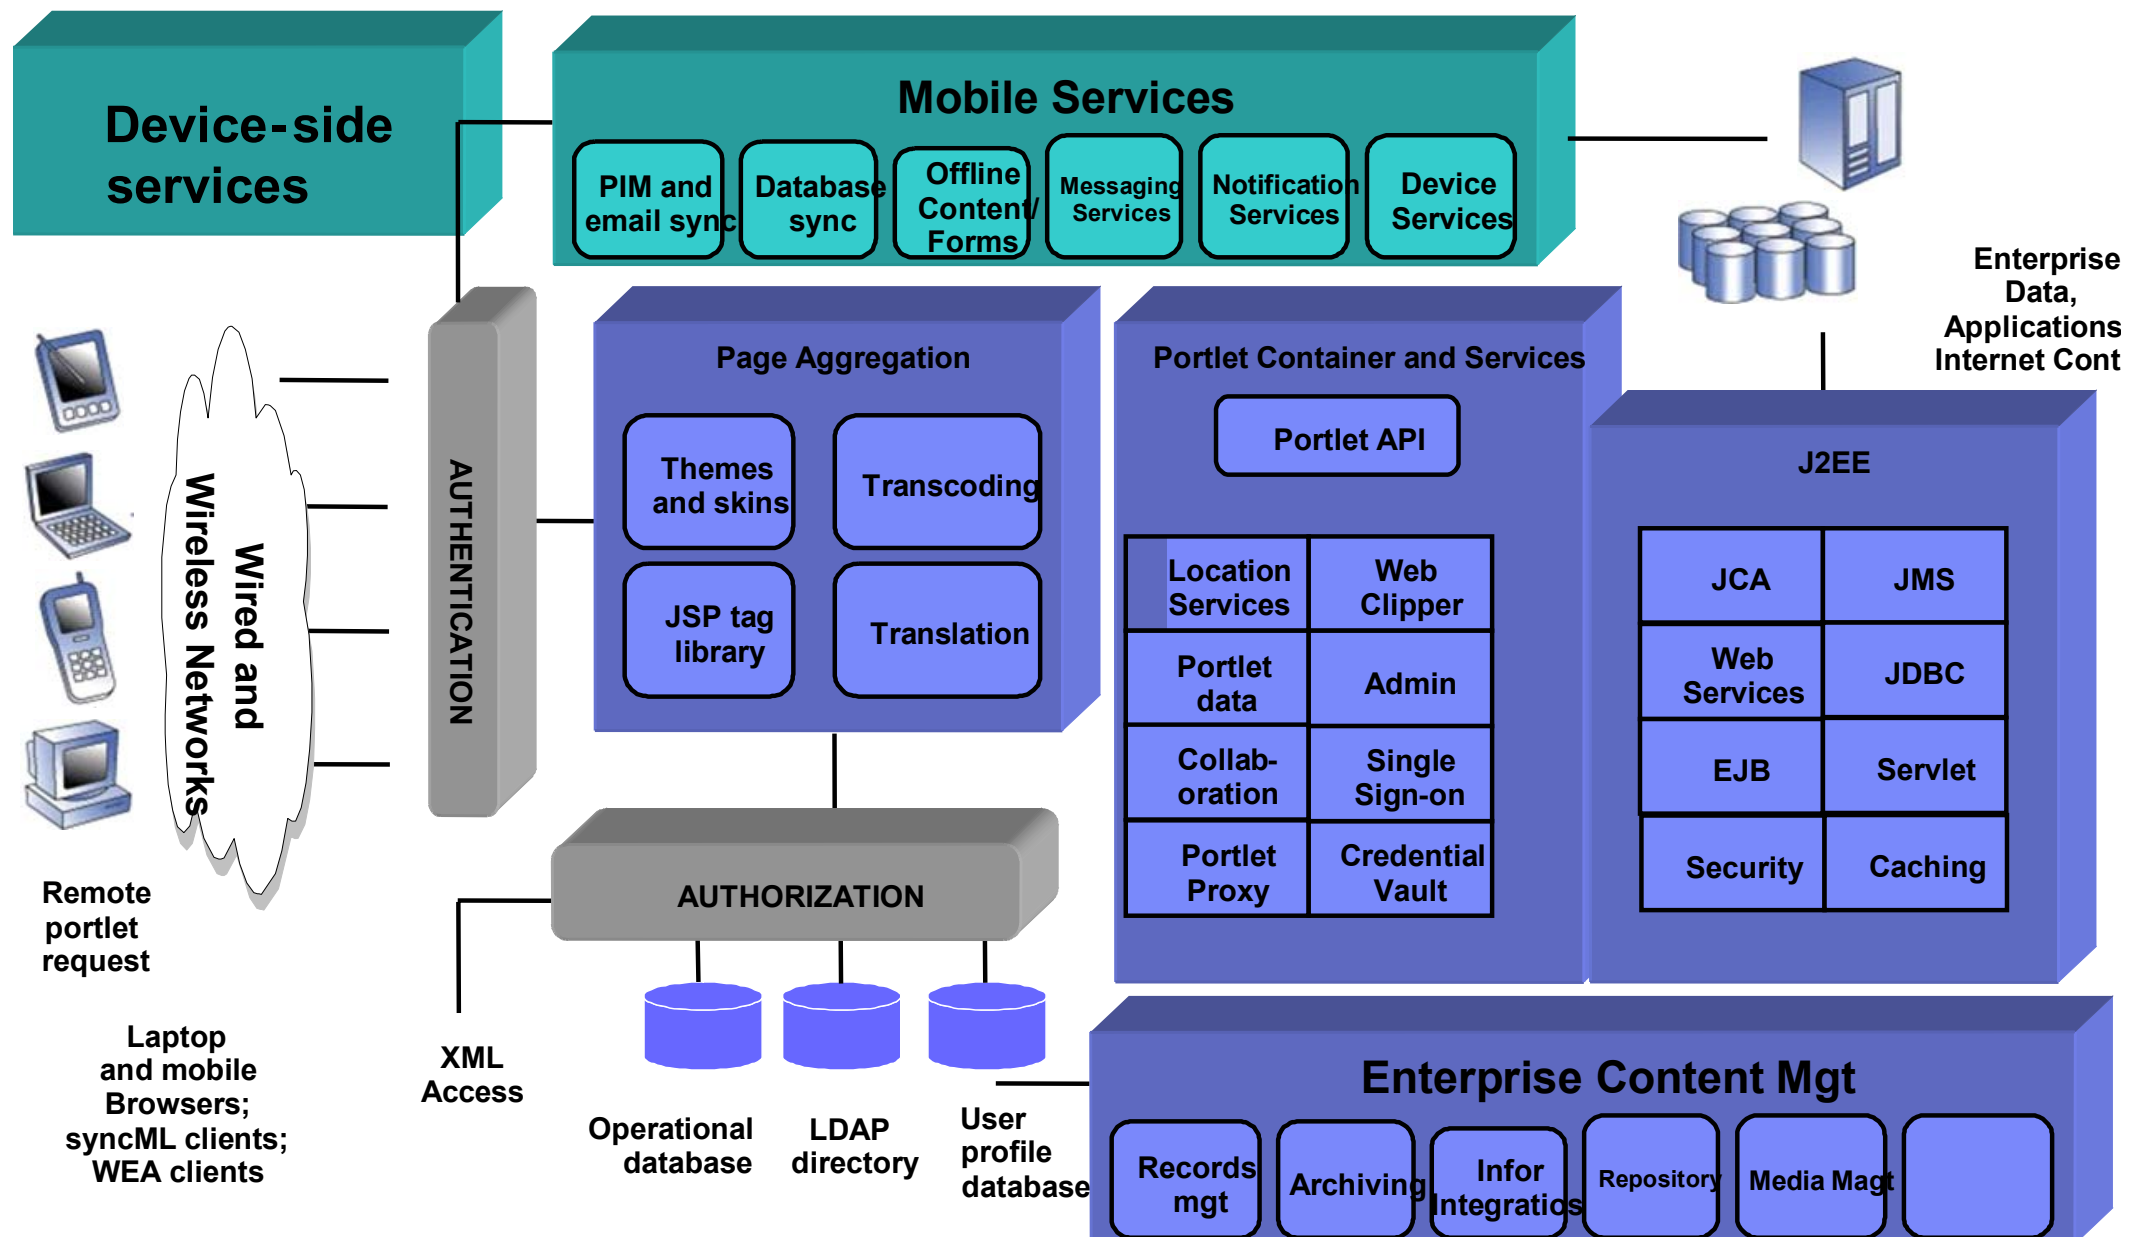 Device-side
services
Mobile Services
PIM and
email sync
Database
sync
Offline
Content/
Forms
Messaging
Services
Notification
Services
Device
Services
Enterprise
Data,
Applications
Internet Cont
Wired and
Wireless Networks
AUTHENTICATION
Page Aggregation
Themes
and skins
Transcoding
JSP tag
library
Translation
Portlet Container and Services
Portlet API
Location
Services
Web
Clipper
Portlet
data
Admin
Collab-
oration
Single
Sign-on
Portlet
Proxy
Credential
Vault
J2EE
JCA
JMS
Web
Services
JDBC
EJB
Servlet
Security
Caching
AUTHORIZATION
Remote
portlet
request
Laptop
and mobile
Browsers;
syncML clients;
WEA clients
XML
Access
Operational
database
LDAP
directory
User
profile
database
Enterprise Content Mgt
Records
mgt
Archiving
Infor
Integratios
Repository
Media Magt